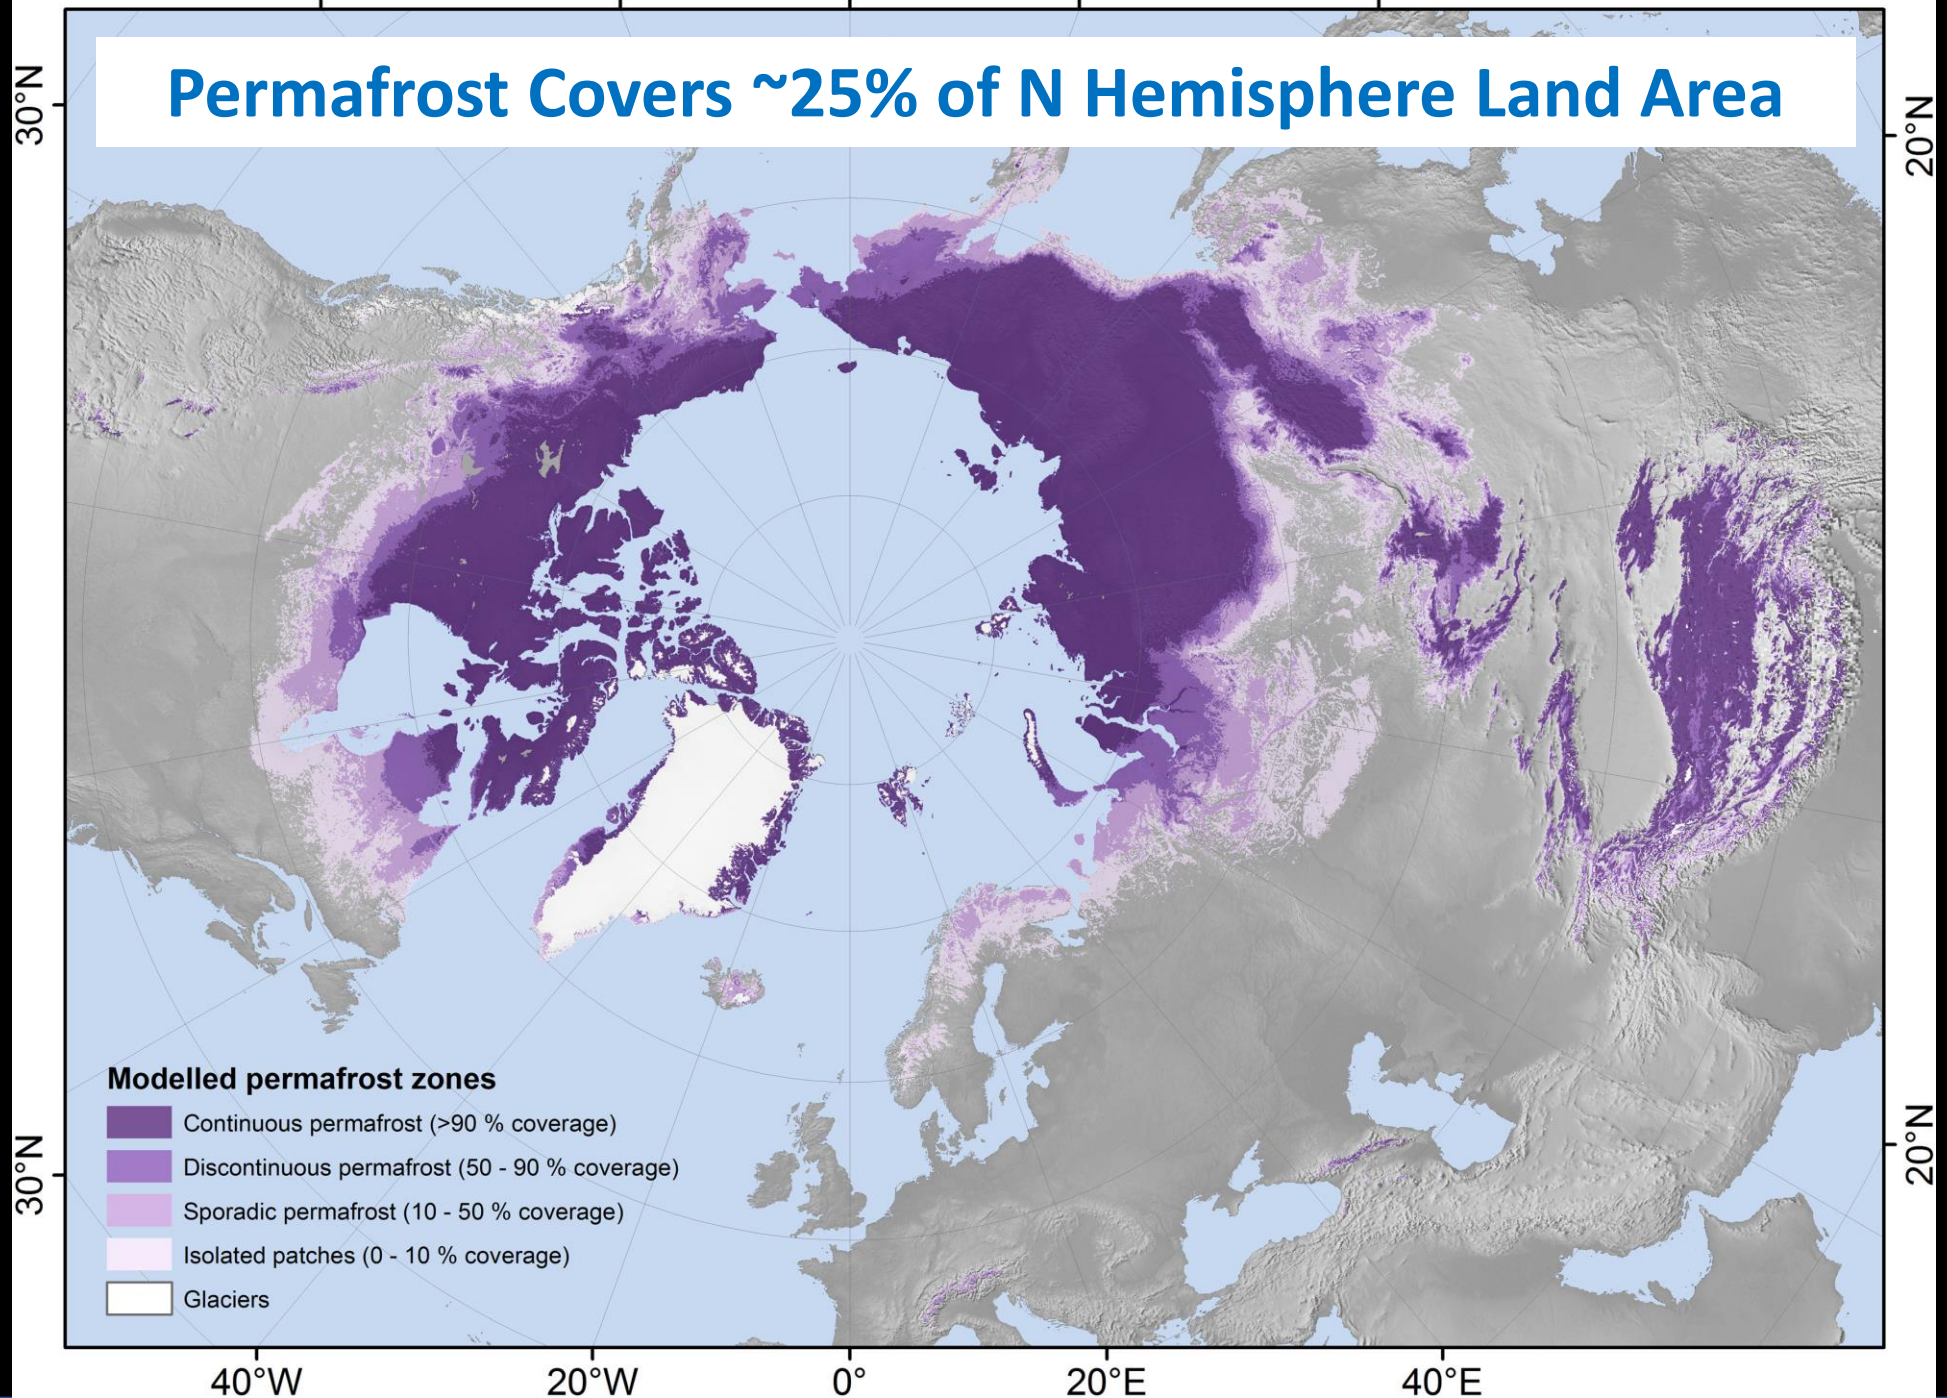 Permafrost Covers ~25% of N Hemisphere Land Area
30°N
20°N
Modelled permafrost zones
Continuous permafrost (>90 % coverage)
Discontinuous permafrost (50 - 90 % coverage)
Sporadic permafrost (10 - 50 % coverage)
Isolated patches (0 - 10 % coverage)
Glaciers
30°N
20°N
40°W
20°W
0°
20°E
40°E